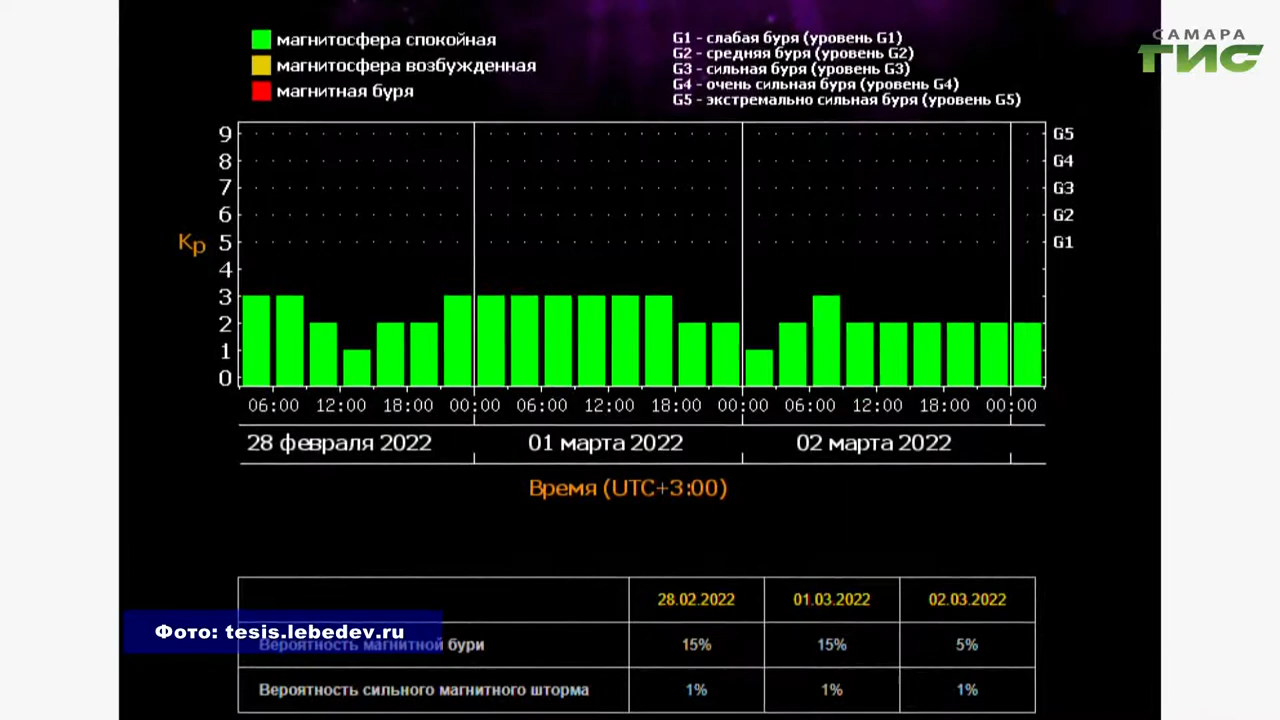 магнитосфера спокойная
магнитосфера возбужденная
магнитная буря
G1 - слабая буря (уровень G1)
G2 - средняя буря (уровень G2)
G3 - сильная буря (уровень G3)
G4 - очень сильная буря (уровень G4)
G5 - экстремально сильная буря (уровень G5)
САМАРА
ГИС
9 G5
8 G4
7 G3
6 G2
Kp 5 G1
4
3
2
1
0
06:00 12:00 18:00 00:00 06:00 12:00 18:00 00:00 06:00 12:00 18:00 00:00
28 февраля 2022 01 марта 2022 02 марта 2022
Время (UTC+3:00)
28.02.2022 01.03.2022 02.03.2022
Фото: tesis.lebedev.ru
Вероятность магнитной бури 15% 15% 5%
Вероятность сильного магнитного шторма 1% 1% 1%